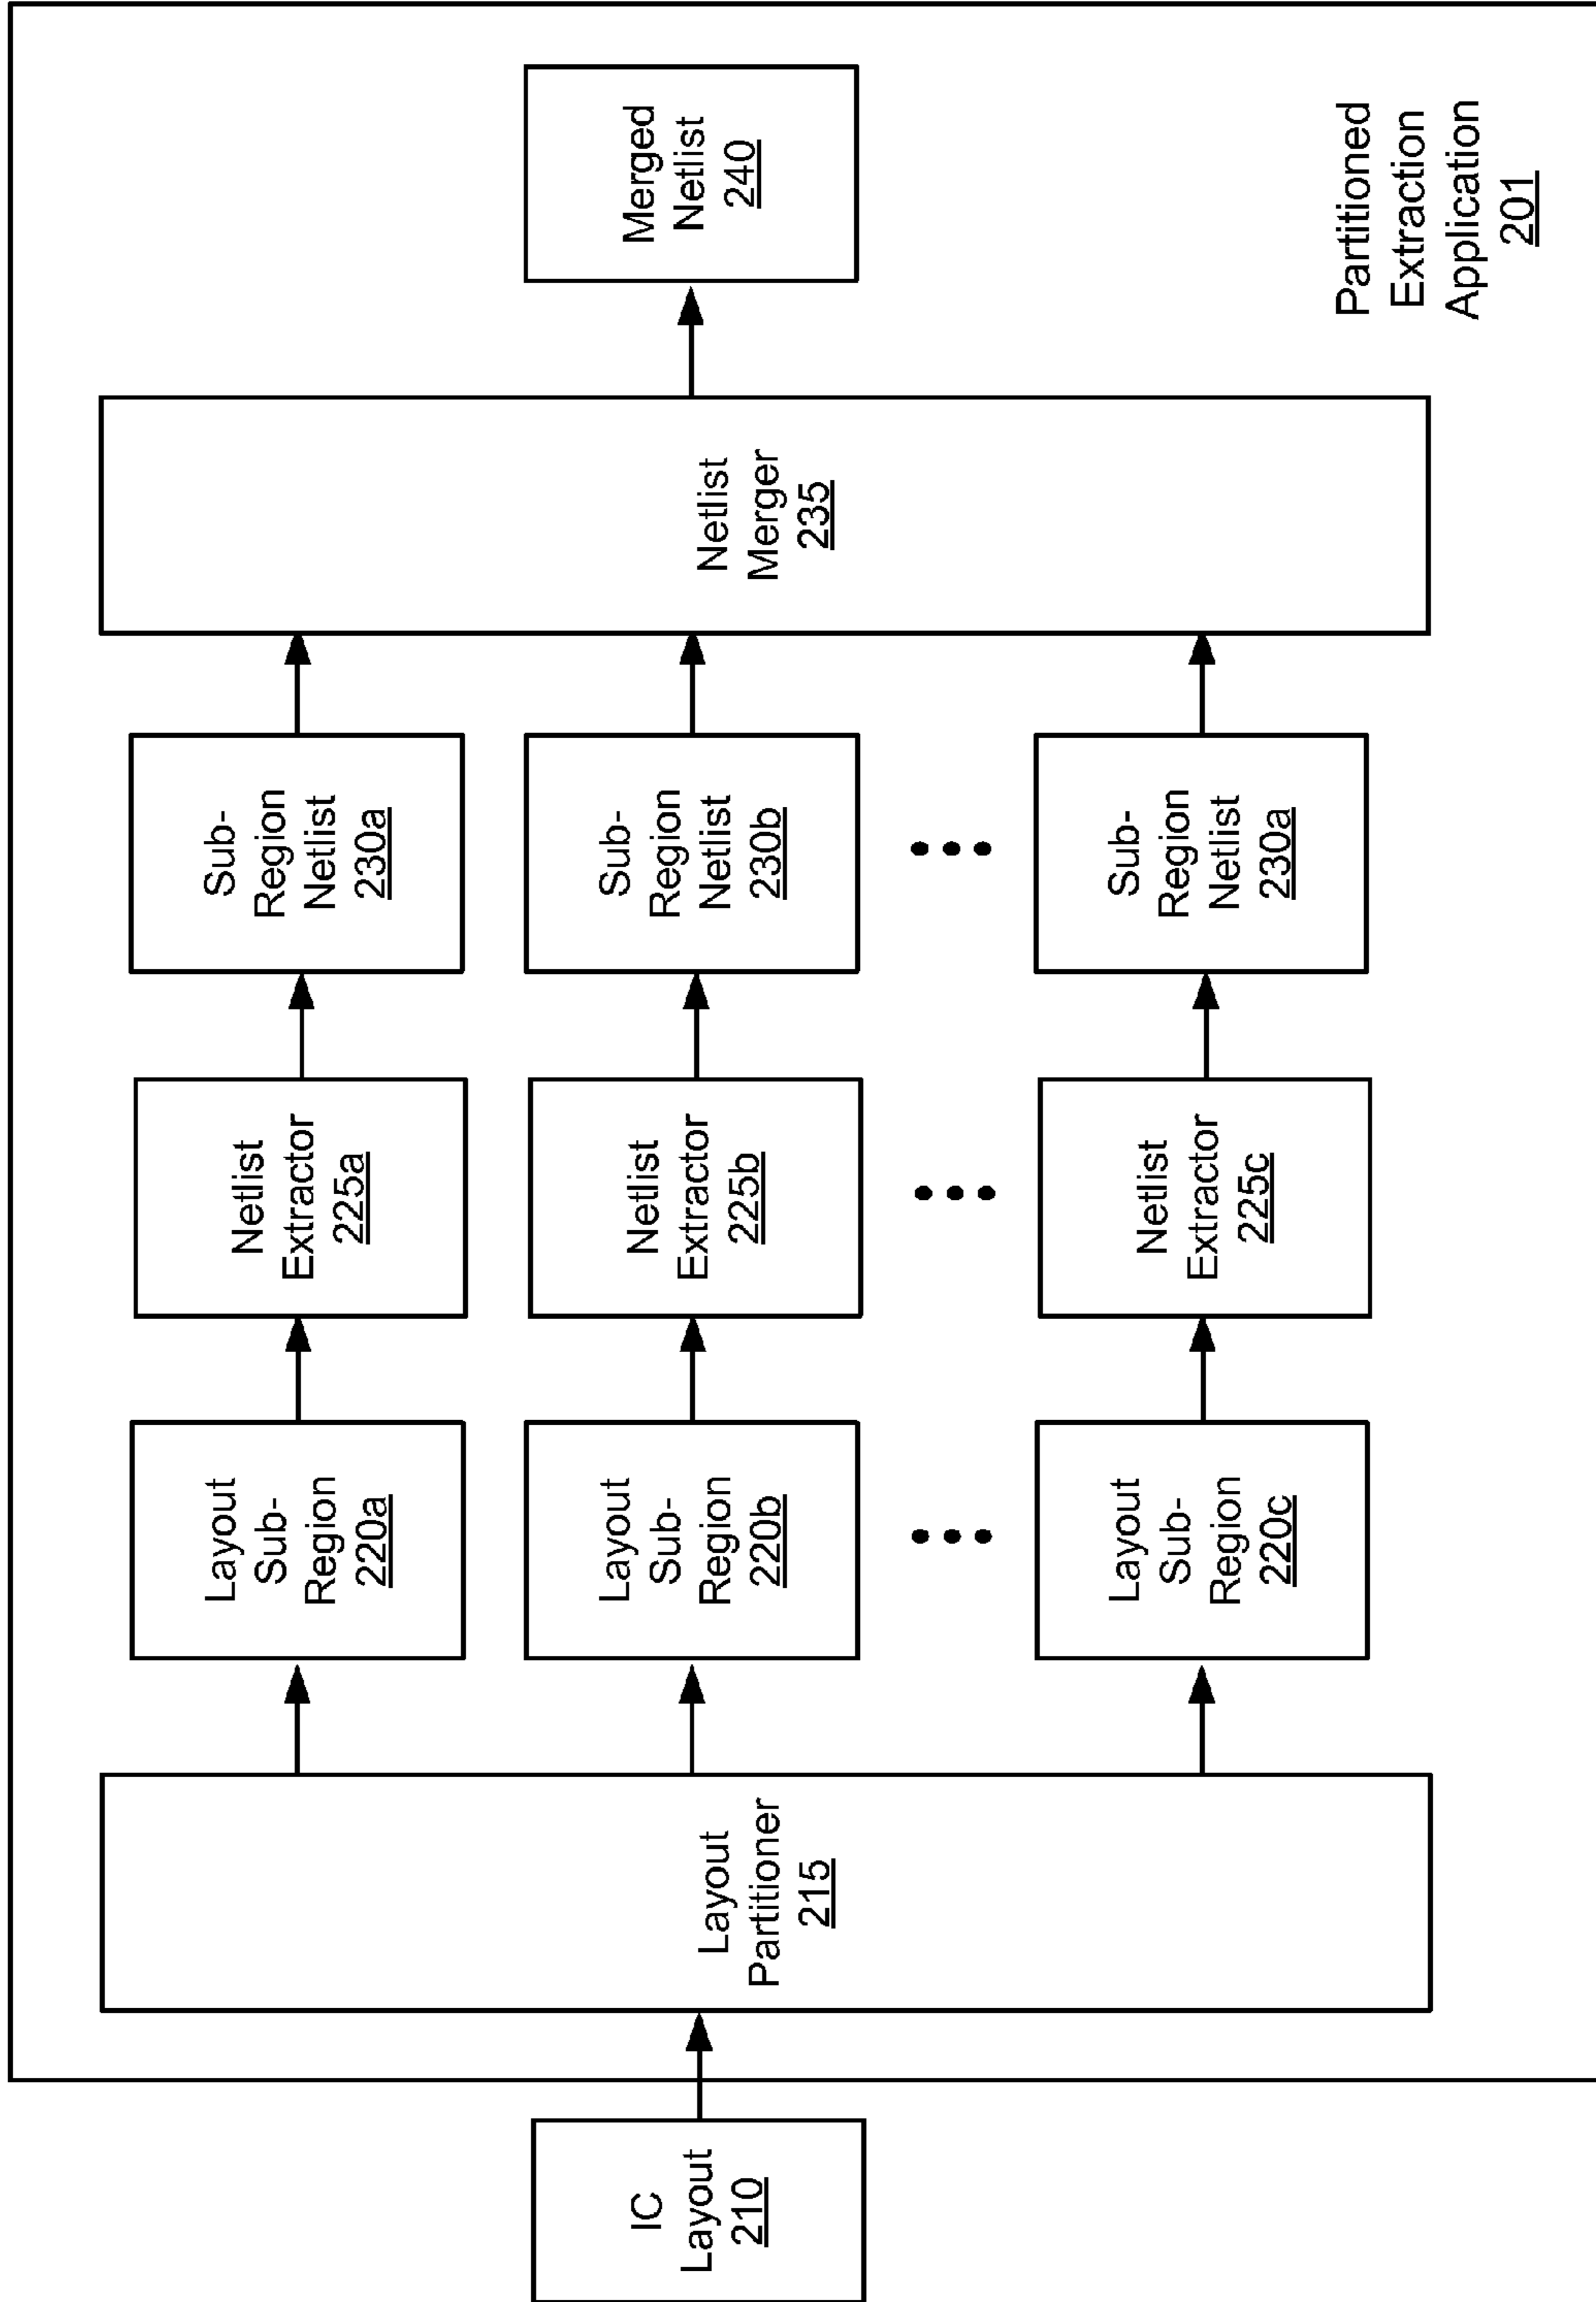 IC
Layout
210
Layout
Partitioner
215
Layout
Sub-
Region
220a
Netlist
Extractor
225a
Sub-
Region
Netlist
230a
Layout
Sub-
Region
220b
Netlist
Extractor
225b
Sub-
Region
Netlist
230b
Layout
Sub-
Region
220c
Netlist
Extractor
225c
Sub-
Region
Netlist
230a
Netlist
Merger
235
Merged
Netlist
240
Partitioned
Extraction
Application
201